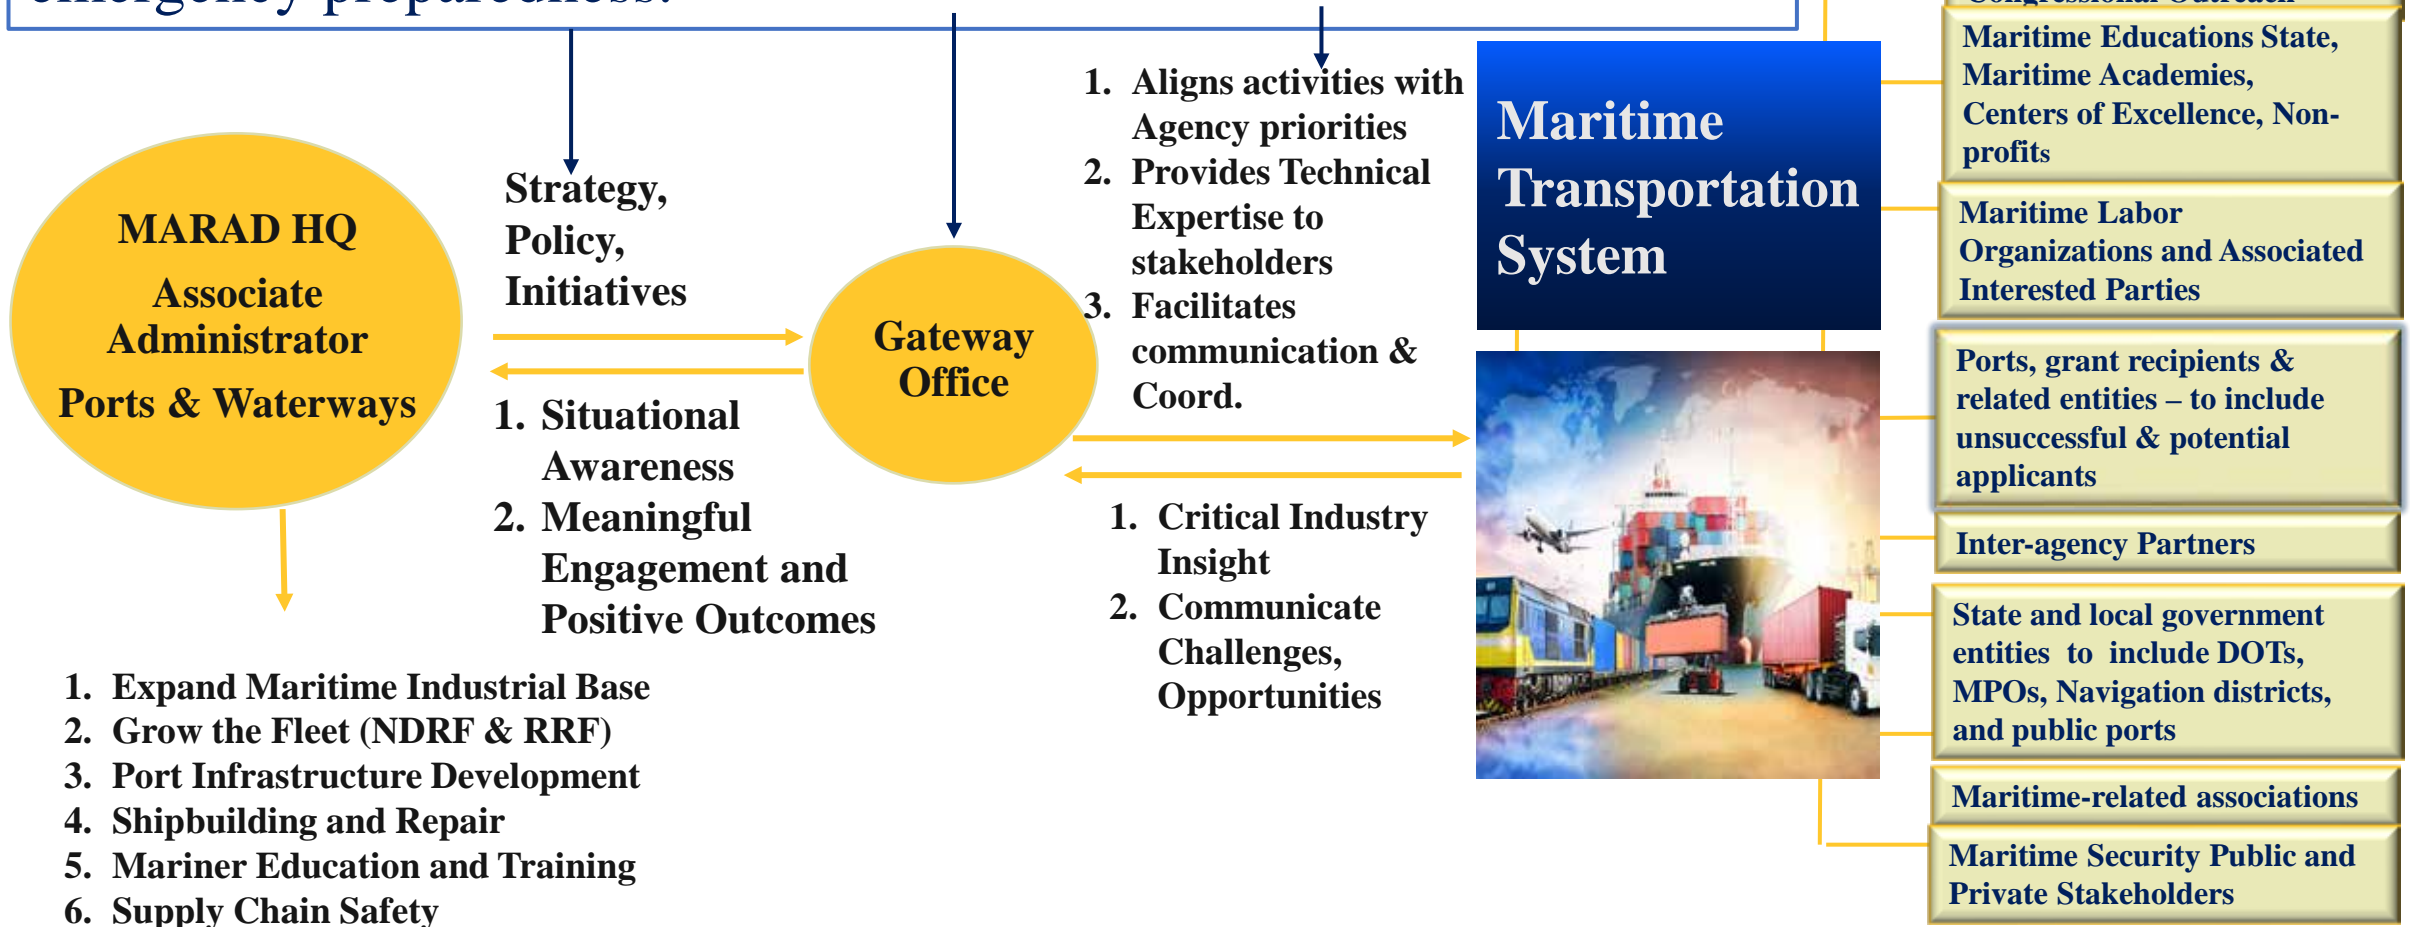 emergency preparedness.
Congressional Outreach
Maritime Educations State,
Maritime Academies,
Centers of Excellence, Non-
profits
Maritime Labor
Organizations and Associated
Interested Parties
Ports, grant recipients &
related entities – to include
unsuccessful & potential
applicants
Inter-agency Partners
State and local government
entities to include DOTs,
MPOs, Navigation districts,
and public ports
Maritime-related associations
Maritime Security Public and
Private Stakeholders
MARAD HQ
Associate
Administrator
Ports & Waterways
Strategy,
Policy,
Initiatives
1. Situational
Awareness
2. Meaningful
Engagement and
Positive Outcomes
Gateway
Office
1. Aligns activities with
Agency priorities
2. Provides Technical
Expertise to
stakeholders
3. Facilitates
communication &
Coord.
1. Critical Industry
Insight
2. Communicate
Challenges,
Opportunities
Maritime
Transportation
System
1. Expand Maritime Industrial Base
2. Grow the Fleet (NDRF & RRF)
3. Port Infrastructure Development
4. Shipbuilding and Repair
5. Mariner Education and Training
6. Supply Chain Safety